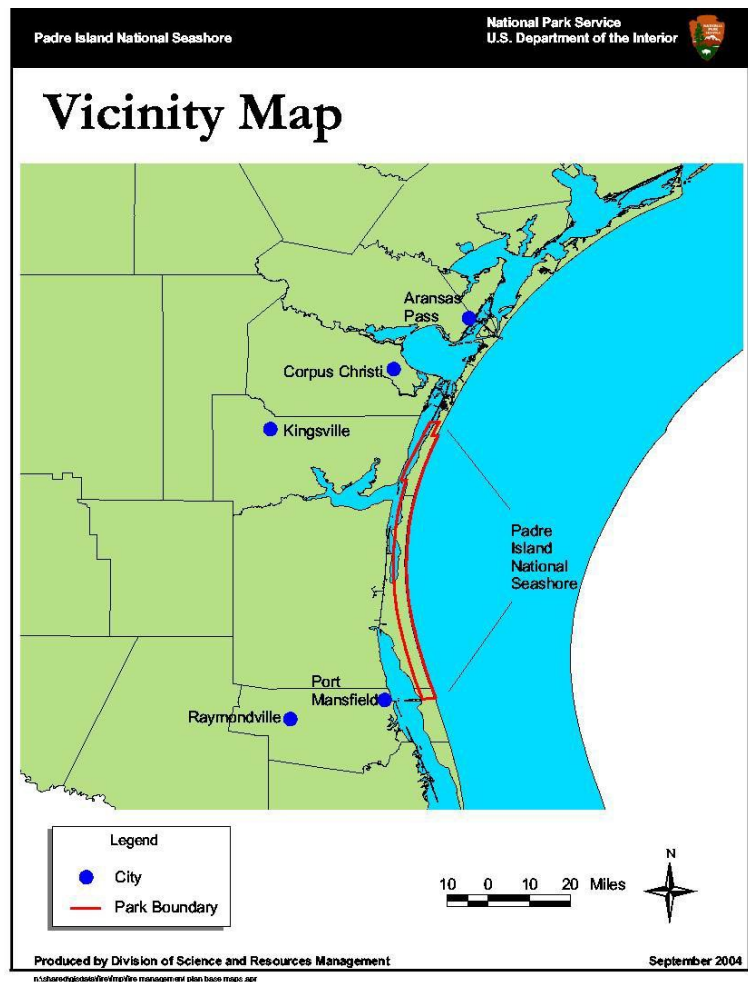 Padre Island National Seashore
National Park Service
U.S. Department of the Interior
Vicinity Map
Aransas
Pass
Corpus Christi
Kingsville
Padre
Island
National
Seashore
Port
Mansfield
Raymondville
Legend
City
Park Boundary
10 0 10 20 Miles
N
Produced by Division of Science and Resources Management
September 2004